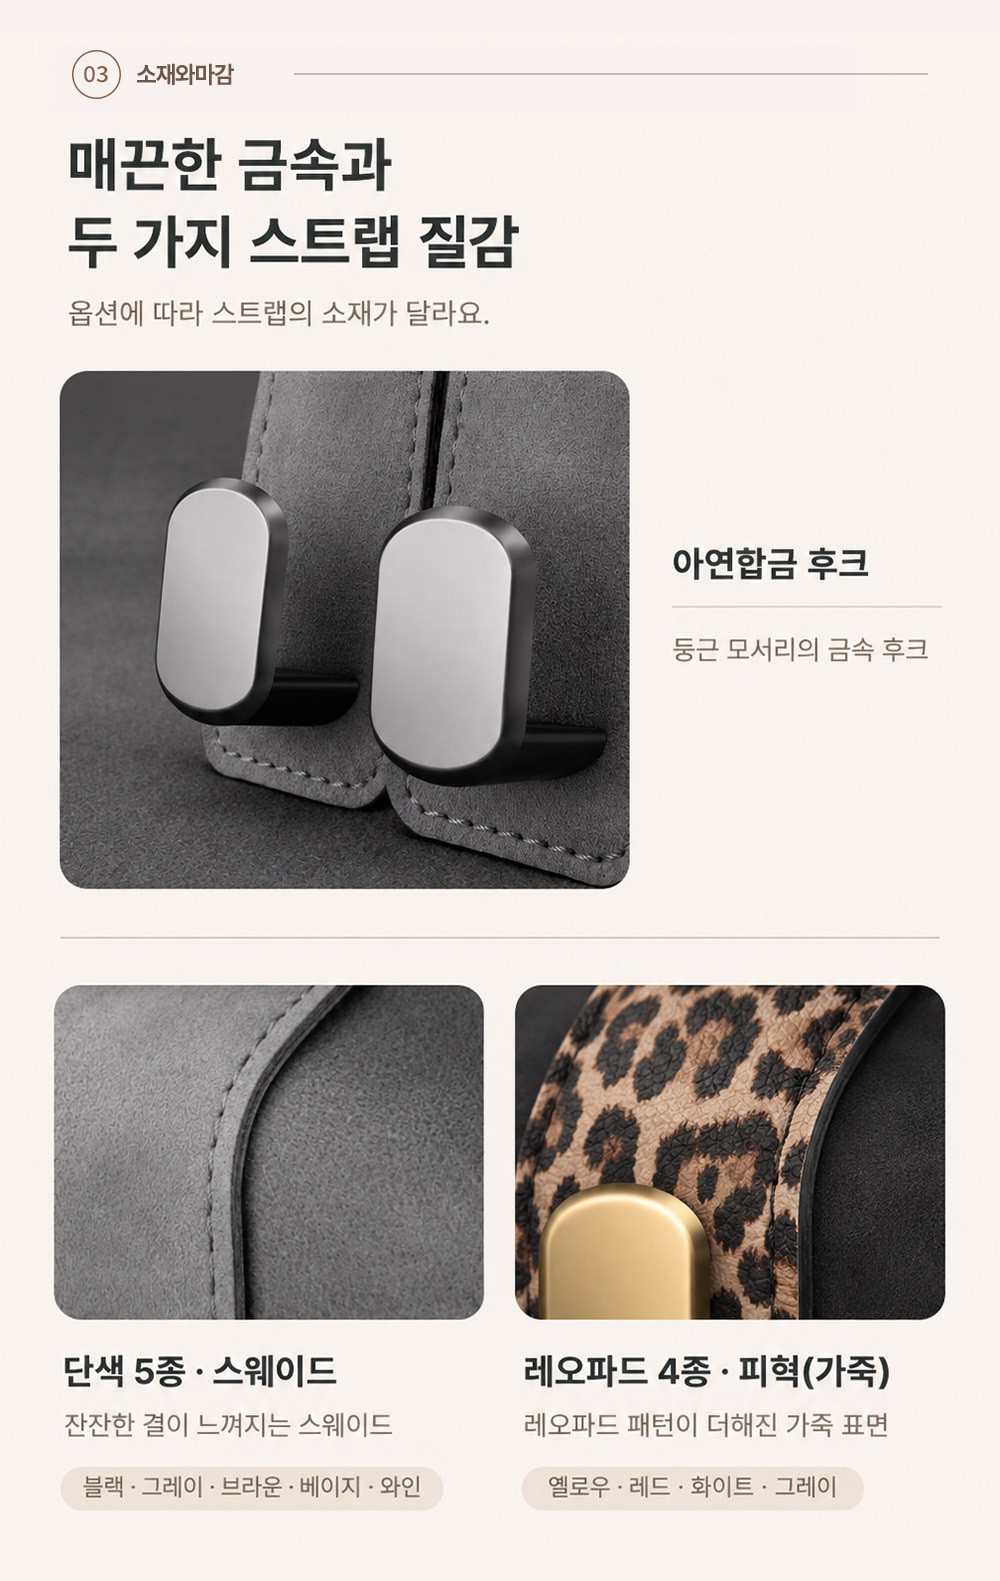 03 소재와마감
매끈한 금속과
두 가지 스트랩 질감
옵션에 따라 스트랩의 소재가 달라요.
아연합금 후크
둥근 모서리의 금속 후크
단색 5종 · 스웨이드
잔잔한 결이 느껴지는 스웨이드
블랙 · 그레이 · 브라운 · 베이지 · 와인
레오파드 4종 · 피혁(가죽)
레오파드 패턴이 더해진 가죽 표면
옐로우 · 레드 · 화이트 · 그레이